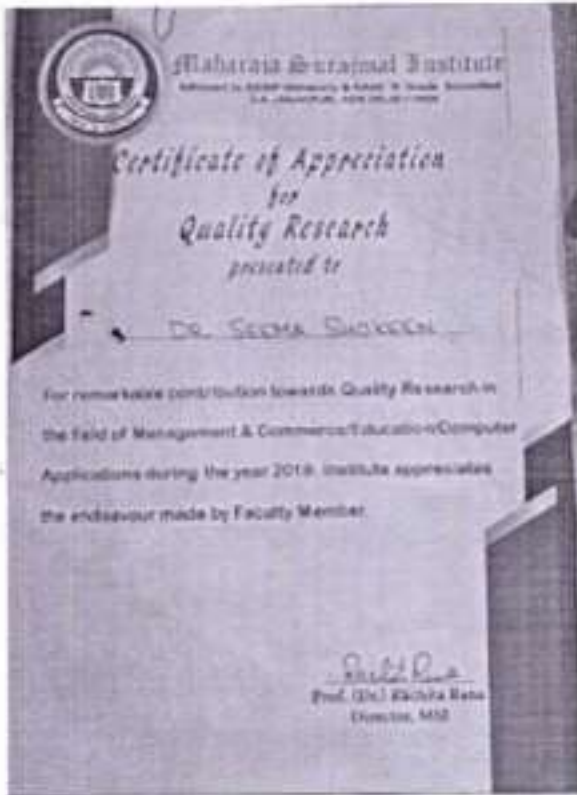 Maharaja Surajmal Institute
Certificate of Appreciation
for
Quality Research
presented to
DR. SEEMA SHOKEEN
For remarkable contribution towards Quality Research in
the field of Management & Commerce/Education/Computer
Applications during the year 2019. Institute appreciates
the endeavour made by Faculty Member.
Prof. (Dr.) Rachita Rana
Director, MSI